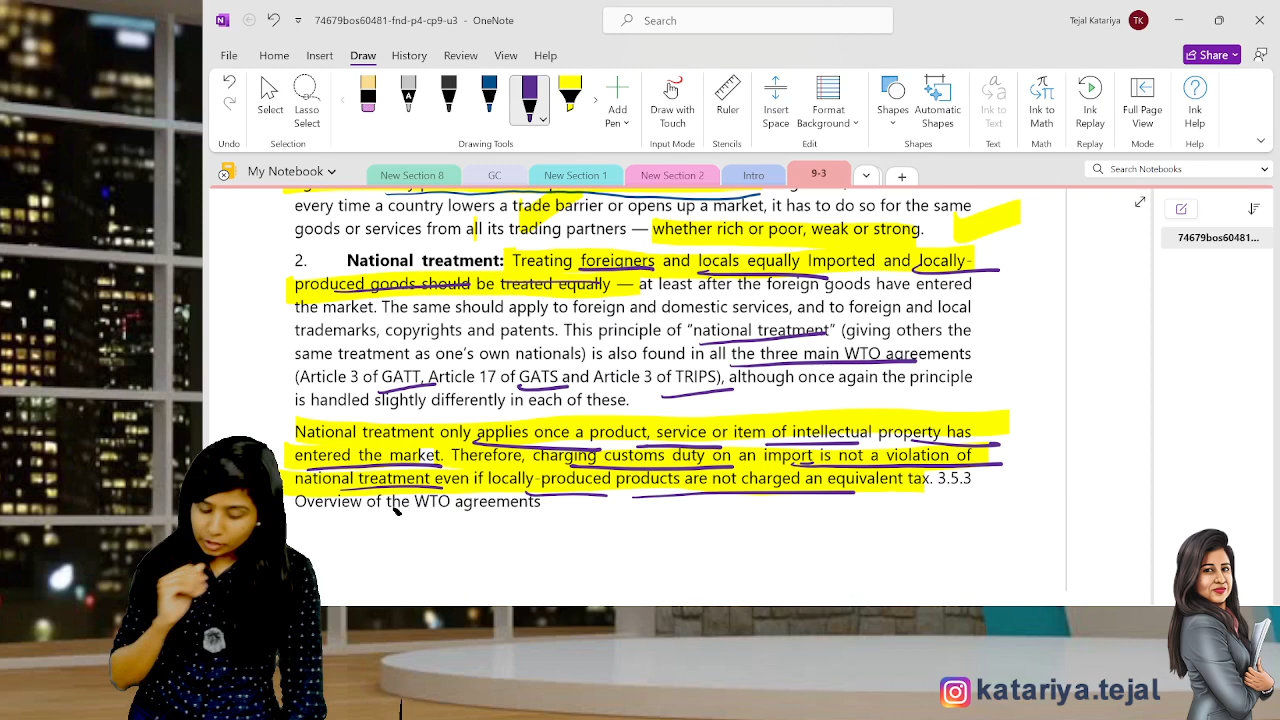 74679bos60481-fnd-p4-cp9-u3 - OneNote
Search
Tejal Katariya
TK
File Home Insert Draw History Review View Help
Share
Undo
Select
Lasso Select
Selection
Drawing Tools
Add Pen
Draw with Touch
Input Mode
Ruler
Stencils
Insert Space
Format Background
Edit
Shapes
Automatic Shapes
Shapes
Ink to Text
Ink to Math
Math
Ink Replay
Replay
Full Page View
Mode
Ink Help
Help
My Notebook
New Section 8
GC
New Section 1
New Section 2
Intro
9-3
Search Notebooks
74679bos60481...
every time a country lowers a trade barrier or opens up a market, it has to do so for the same
goods or services from all its trading partners — whether rich or poor, weak or strong.
2. National treatment: Treating foreigners and locals equally Imported and locally-
produced goods should be treated equally — at least after the foreign goods have entered
the market. The same should apply to foreign and domestic services, and to foreign and local
trademarks, copyrights and patents. This principle of “national treatment” (giving others the
same treatment as one’s own nationals) is also found in all the three main WTO agreements
(Article 3 of GATT, Article 17 of GATS and Article 3 of TRIPS), although once again the principle
is handled slightly differently in each of these.
National treatment only applies once a product, service or item of intellectual property has
entered the market. Therefore, charging customs duty on an import is not a violation of
national treatment even if locally-produced products are not charged an equivalent tax. 3.5.3
Overview of the WTO agreements
katariya.tejal